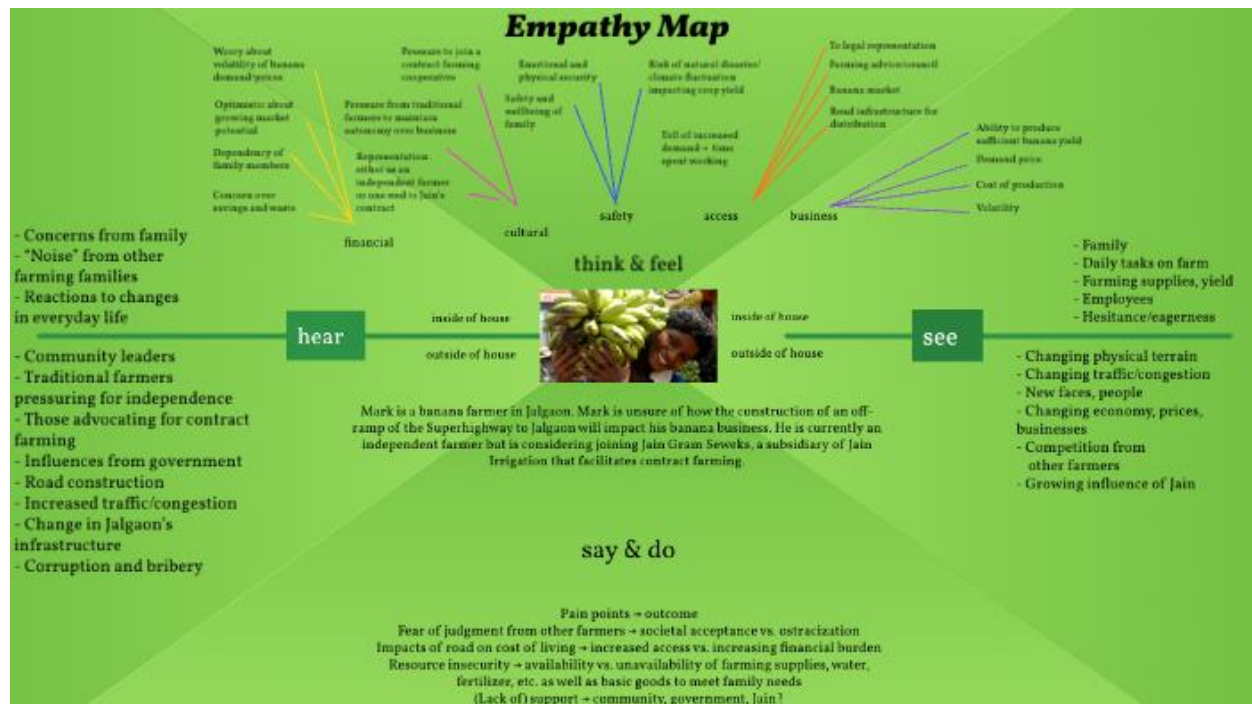 Empathy Map
Worry about
volatility of banana
demand/prices
Optimistic about
growing market
potential
Dependency of
family members
Concern over
savings and waste
financial
Pressure to join a
contract farming
cooperative
Pressure from traditional
farmers to maintain
autonomy over business
Representation
either as an
independent farmer
or one wed to Jain's
contract
cultural
Emotional and
physical security
Safety and
wellbeing of
family
Risk of natural disaster/
climate fluctuation
impacting crop yield
Toll of increased
demand → time
spent working
safety
To legal representation
Farming advice/council
Banana market
Road infrastructure for
distribution
access
Ability to produce
sufficient banana yield
Demand price
Cost of production
Volatility
business
think & feel
- Concerns from family
- "Noise" from other
farming families
- Reactions to changes
in everyday life
hear
inside of house
outside of house
- Community leaders
- Traditional farmers
pressuring for independence
- Those advocating for contract
farming
- Influences from government
- Road construction
- Increased traffic/congestion
- Change in Jalgaon's
infrastructure
- Corruption and bribery
inside of house
outside of house
see
- Family
- Daily tasks on farm
- Farming supplies, yield
- Employees
- Hesitance/eagerness
- Changing physical terrain
- Changing traffic/congestion
- New faces, people
- Changing economy, prices,
businesses
- Competition from
other farmers
- Growing influence of Jain
Mark is a banana farmer in Jalgaon. Mark is unsure of how the construction of an off-
ramp of the Superhighway to Jalgaon will impact his banana business. He is currently an
independent farmer but is considering joining Jain Gram Seweks, a subsidiary of Jain
Irrigation that facilitates contract farming.
say & do
Pain points → outcome
Fear of judgment from other farmers → societal acceptance vs. ostracization
Impacts of road on cost of living → increased access vs. increasing financial burden
Resource insecurity → availability vs. unavailability of farming supplies, water,
fertilizer, etc. as well as basic goods to meet family needs
(Lack of) support → community, government, Jain?